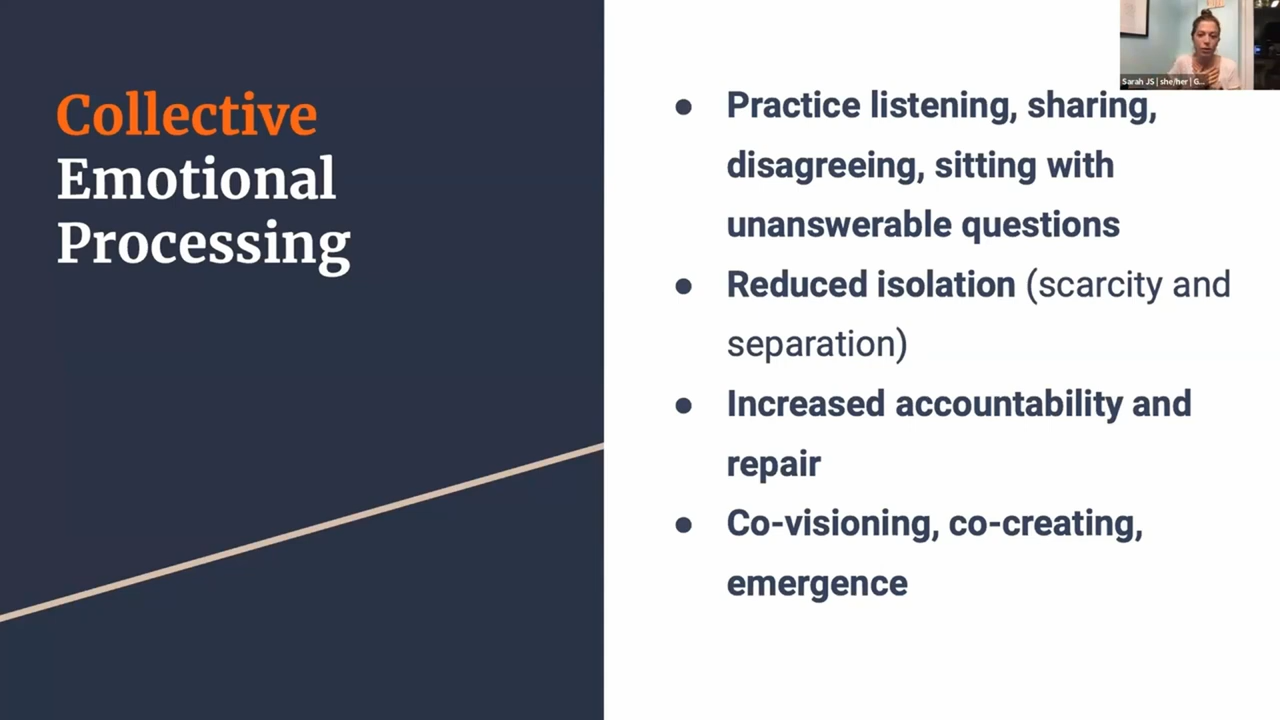 Collective
Emotional
Processing
Sarah JS | she/her | G...
● Practice listening, sharing,
disagreeing, sitting with
unanswerable questions
● Reduced isolation (scarcity and
separation)
● Increased accountability and
repair
● Co-visioning, co-creating,
emergence